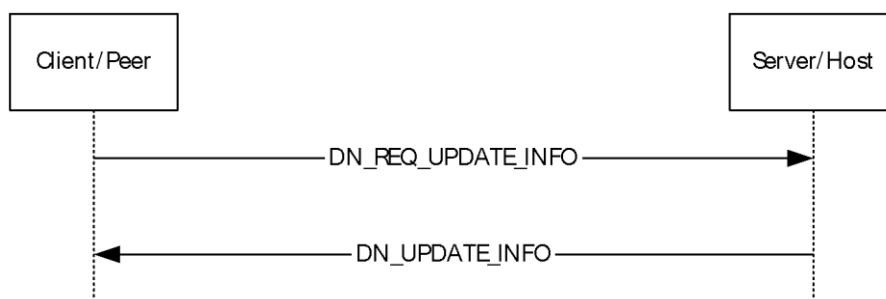 Client/Peer
Server/Host
DN_REQ_UPDATE_INFO
DN_UPDATE_INFO